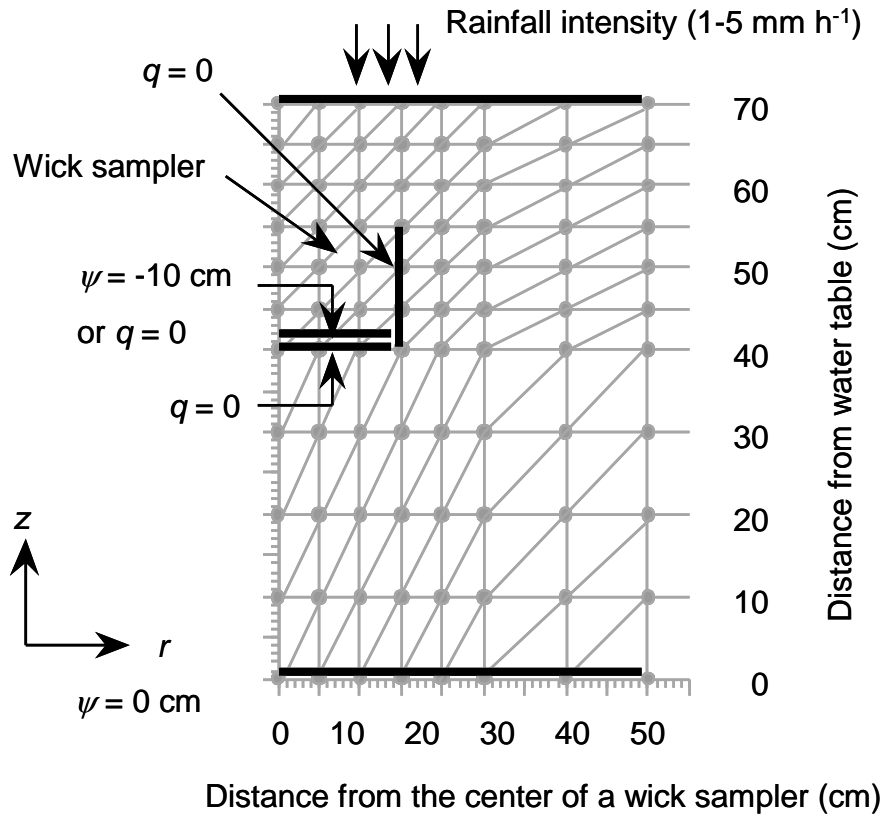 Rainfall intensity (1-5 mm h-1)
q = 0
Wick sampler
ψ = -10 cm
or q = 0
q = 0
z
r
ψ = 0 cm
70
60
50
40
30
20
10
0
Distance from water table (cm)
0 10 20 30 40 50
Distance from the center of a wick sampler (cm)